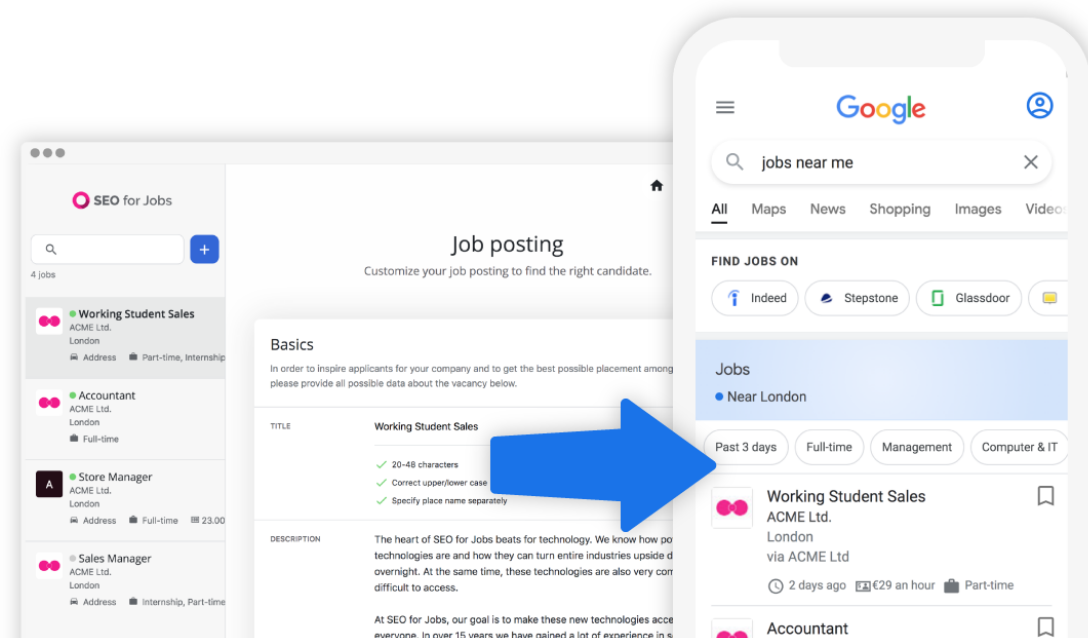 SEO for Jobs
4 jobs
Working Student Sales
ACME Ltd.
London
Address Part-time, Internship
Accountant
ACME Ltd.
London
Full-time
A
Store Manager
ACME Ltd.
London
Address Full-time 23.00
Sales Manager
ACME Ltd.
London
Address Internship, Part-time
Job posting
Customize your job posting to find the right candidate.
Basics
In order to inspire applicants for your company and to get the best possible placement among
please provide all possible data about the vacancy below.
TITLE Working Student Sales
20-48 characters
Correct upper/lower case
Specify place name separately
DESCRIPTION The heart of SEO for Jobs beats for technology. We know how
technologies are and how they can turn entire industries upside
overnight. At the same time, these technologies are also very
difficult to access.
At SEO for Jobs, our goal is to make these new technologies
everyone. In over 15 years we have gained a lot of experience in
Google
jobs near me
All Maps News Shopping Images Video
FIND JOBS ON
Indeed Stepstone Glassdoor
Jobs
Near London
Past 3 days Full-time Management Computer & IT
Working Student Sales
ACME Ltd.
London
via ACME Ltd
2 days ago €29 an hour Part-time
Accountant